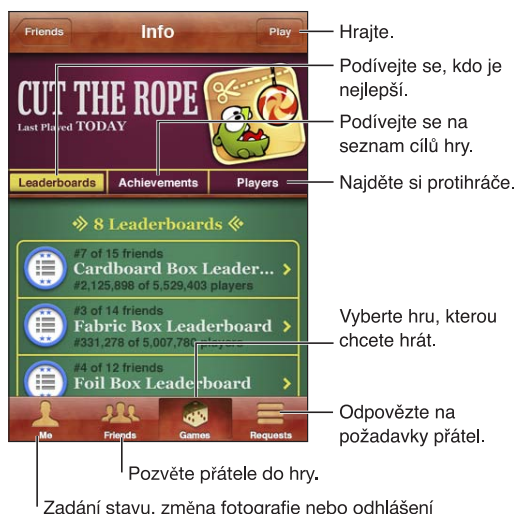 Friends
Info
Play
Hrajte.
Podívejte se, kdo je
nejlepší.
CUT THE ROPE
Last Played TODAY
Podívejte se na
seznam cílů hry.
Leaderboards
Achievements
Players
Najděte si protihráče.
8 Leaderboards
#7 of 15 friends
Cardboard Box Leader...
#2,125,898 of 5,529,403 players
#3 of 14 friends
Fabric Box Leaderboard
#331,278 of 5,007,780 players
Vyberte hru, kterou
chcete hrát.
#4 of 12 friends
Foil Box Leaderboard
Me
Friends
Games
Requests
Odpovězte na
požadavky přátel.
Pozvěte přátele do hry.
Zadání stavu, změna fotografie nebo odhlášení